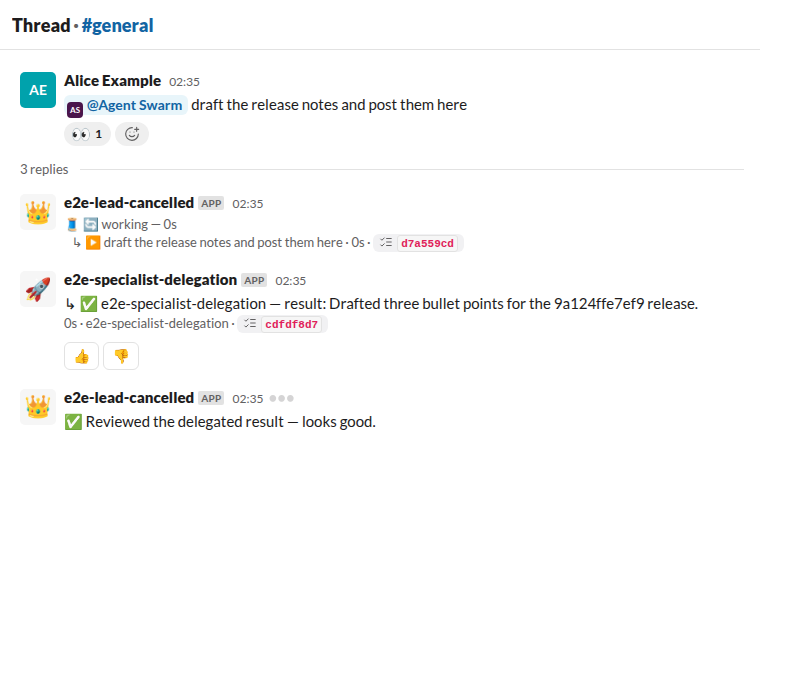 Thread · #general
AE
Alice Example 02:35
AS @Agent Swarm draft the release notes and post them here
👀 1
3 replies
e2e-lead-cancelled APP 02:35
🧵 🔄 working — 0s
↳ ▶️ draft the release notes and post them here · 0s · d7a559cd
e2e-specialist-delegation APP 02:35
↳ ✅ e2e-specialist-delegation — result: Drafted three bullet points for the 9a124ffe7ef9 release.
0s · e2e-specialist-delegation · cdfdf8d7
👍 👎
e2e-lead-cancelled APP 02:35
✅ Reviewed the delegated result — looks good.